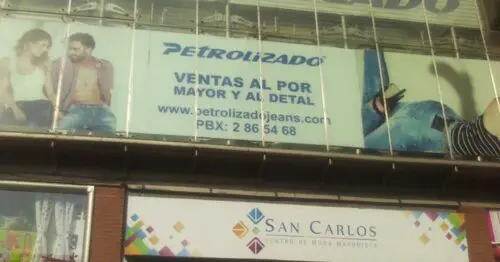 PETROLIZADO
VENTAS AL POR
MAYOR Y AL DETAL
www.petrolizadojeans.com
PBX: 2 86 54 68
SAN CARLOS
CENTRO DE MODA MAYORISTA